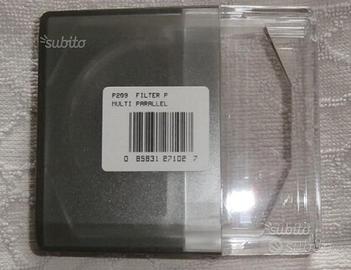 subito
P209 FILTER P
MULTI PARALLEL
0 85831 27102 7
subito